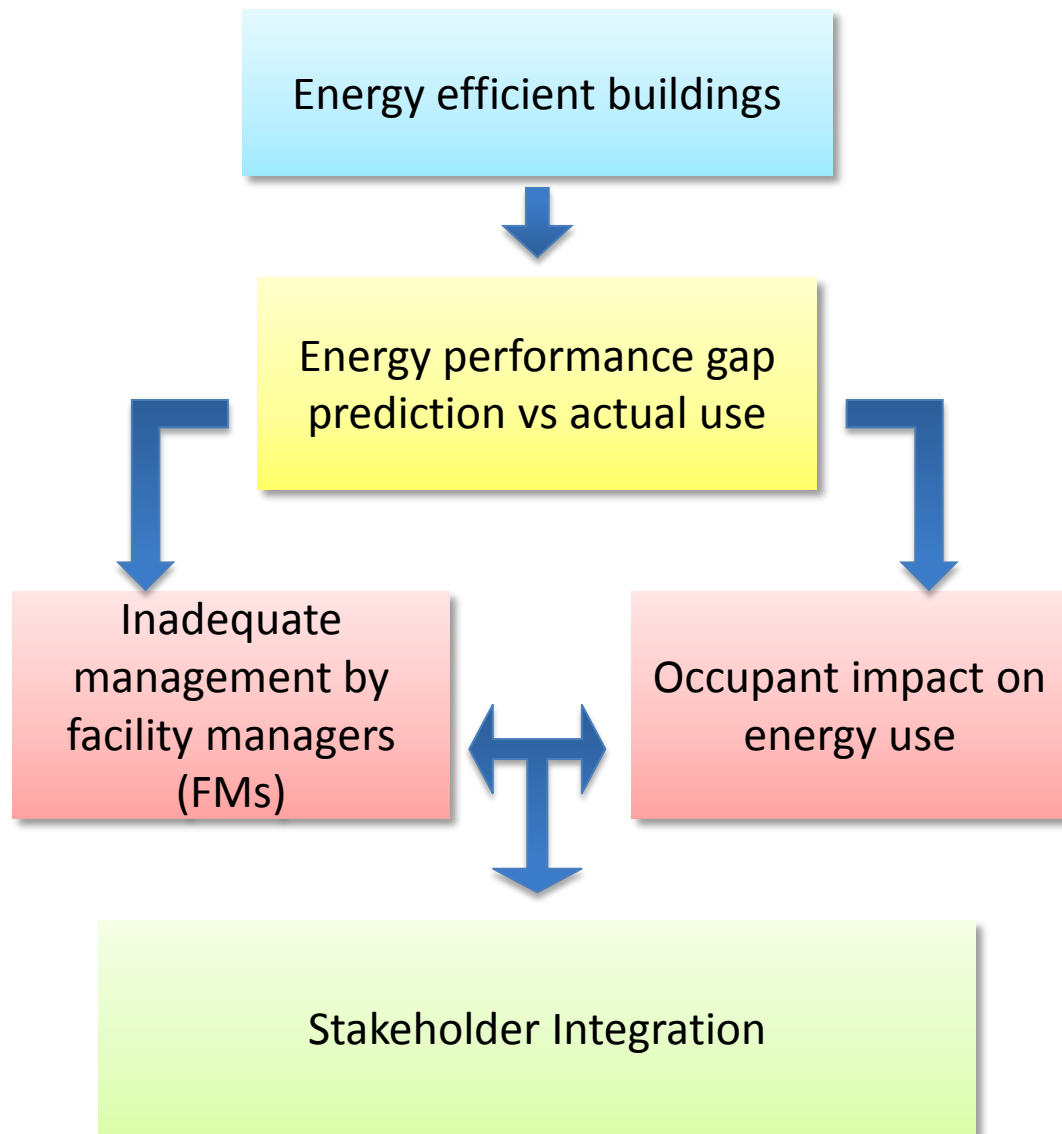 Energy efficient buildings
Energy performance gap
prediction vs actual use
Inadequate
management by
facility managers
(FMs)
Occupant impact on
energy use
Stakeholder Integration